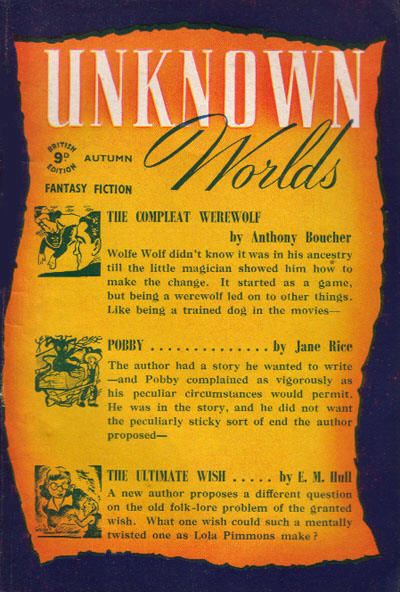 UNKNOWN
Worlds
BRITISH
9D
EDITION
AUTUMN
FANTASY FICTION
THE COMPLEAT WEREWOLF
by Anthony Boucher
Wolfe Wolf didn't know it was in his ancestry
till the little magician showed him how to
make the change. It started as a game,
but being a werewolf led on to other things.
Like being a trained dog in the movies—
POBBY . . . . . . . . . . . . . . . by Jane Rice
The author had a story he wanted to write
—and Pobby complained as vigorously as
his peculiar circumstances would permit.
He was in the story, and he did not want
the peculiarly sticky sort of end the author
proposed—
THE ULTIMATE WISH . . . . . by E. M. Hull
A new author proposes a different question
on the old folk-lore problem of the granted
wish. What one wish could such a mentally
twisted one as Lola Pimmons make?